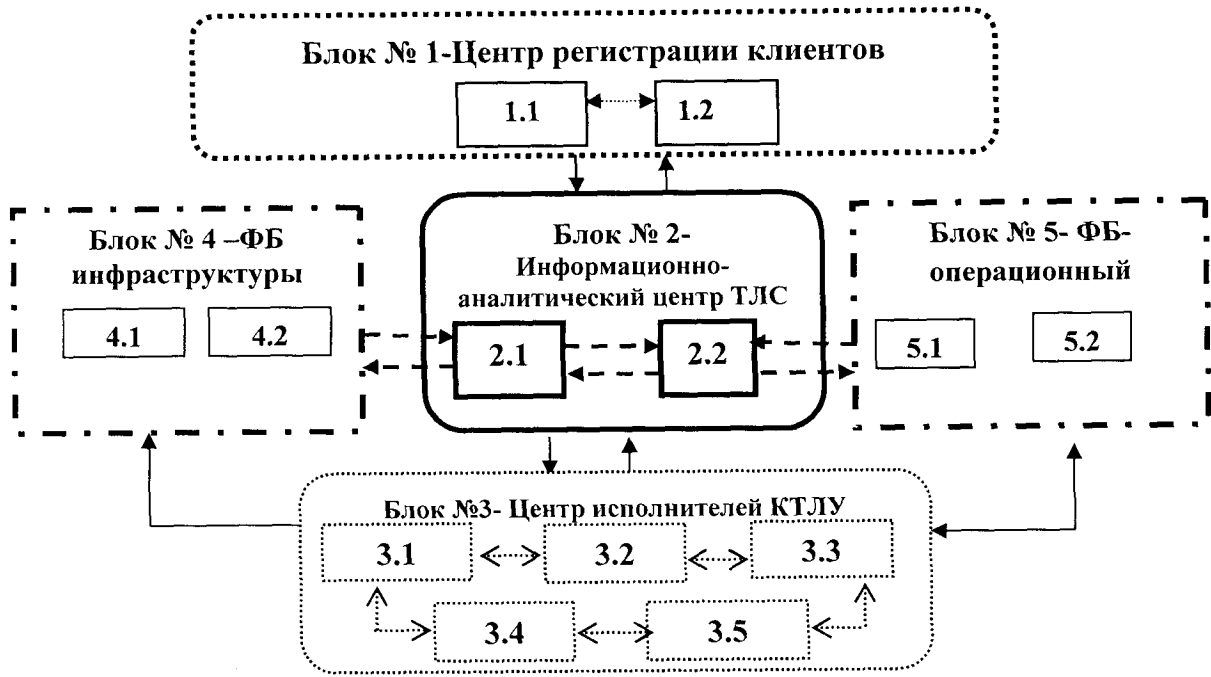 Блок № 1-Центр регистрации клиентов
1.1
1.2
Блок № 4 –ФБ
инфраструктуры
4.1
4.2
Блок № 2-
Информационно-
аналитический центр ТЛС
2.1
2.2
Блок № 5- ФБ-
операционный
5.1
5.2
Блок №3- Центр исполнителей КТЛУ
3.1
3.2
3.3
3.4
3.5